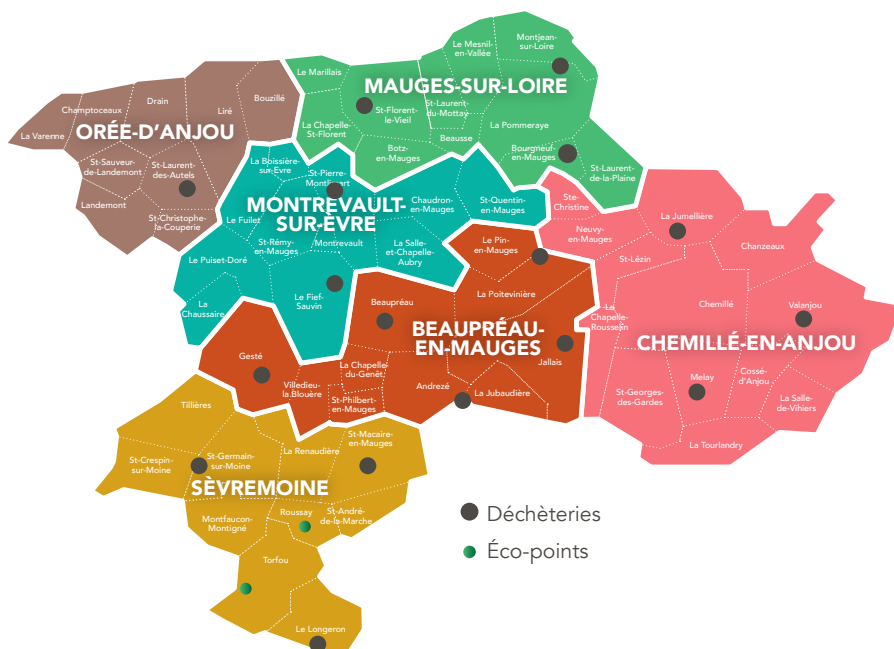 Le Mesnil-
en-Vallée
Montjean-
sur-Loire
Le Marillais
MAUGES-SUR-LOIRE
St-Florent-
le-Vieil
St-Laurent-
du-Mottay
La Chapelle-
St-Florent
La Pommeraye
Beausse
Botz-
en-Mauges
Bourgneuf-
en-Mauges
St-Laurent-
de-la-Plaine
Bouzillé
Drain
Liré
Champtoceaux
La Varenne
ORÉE-D'ANJOU
St-Sauveur-
de-Landemont
St-Laurent-
des-Autels
Landemont
St-Christophe-
la-Couperie
La Boissière-
sur-Evre
St-Pierre-
Montlimart
MONTREVAULT-
SUR-ÈVRE
Chaudron-
en-Mauges
St-Quentin-
en-Mauges
Le Fuilet
St-Rémy-
en-Mauges
Montrevault
La Salle-
et-Chapelle-
Aubry
Le Puiset-Doré
La
Chaussaire
Le Fief-
Sauvin
Ste-
Christine
Neuvy-
en-Mauges
La Jumellière
St-Lézin
Chanzeaux
La
Chapelle-
Rousselin
Chemillé
Valanjou
CHEMILLÉ-EN-ANJOU
Melay
Cossé-
d'Anjou
St-Georges-
des-Gardes
La Salle-
de-Vihiers
La Tourlandry
Le Pin-
en-Mauges
La Poitevinière
Beaupréau
BEAUPRÉAU-
EN-MAUGES
Jallais
Gesté
La Chapelle-
du-Genêt
Villedieu-
la-Blouère
St-Philbert-
en-Mauges
Andrezé
La Jubaudière
Tillières
St-Macaire-
en-Mauges
La Renaudière
St-Crespin-
sur-Moine
St-Germain-
sur-Moine
SÈVREMOINE
Roussay
St-André-
de-la-Marche
Montfaucon-
Montigné
Torfou
Le Longeron
Déchèteries
Éco-points